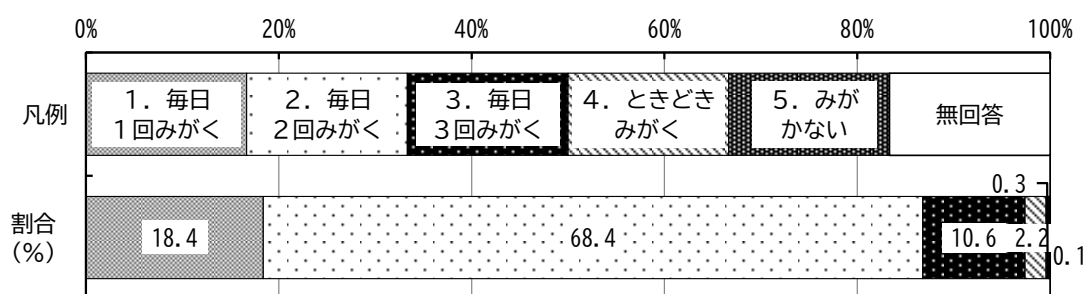 0%
20%
40%
60%
80%
100%
凡例
1. 毎日
1回みがく
2. 毎日
2回みがく
3. 毎日
3回みがく
4. ときどき
みがく
5. みが
かない
無回答
割合
(%)
18.4
68.4
10.6
2.2
0.3
0.1